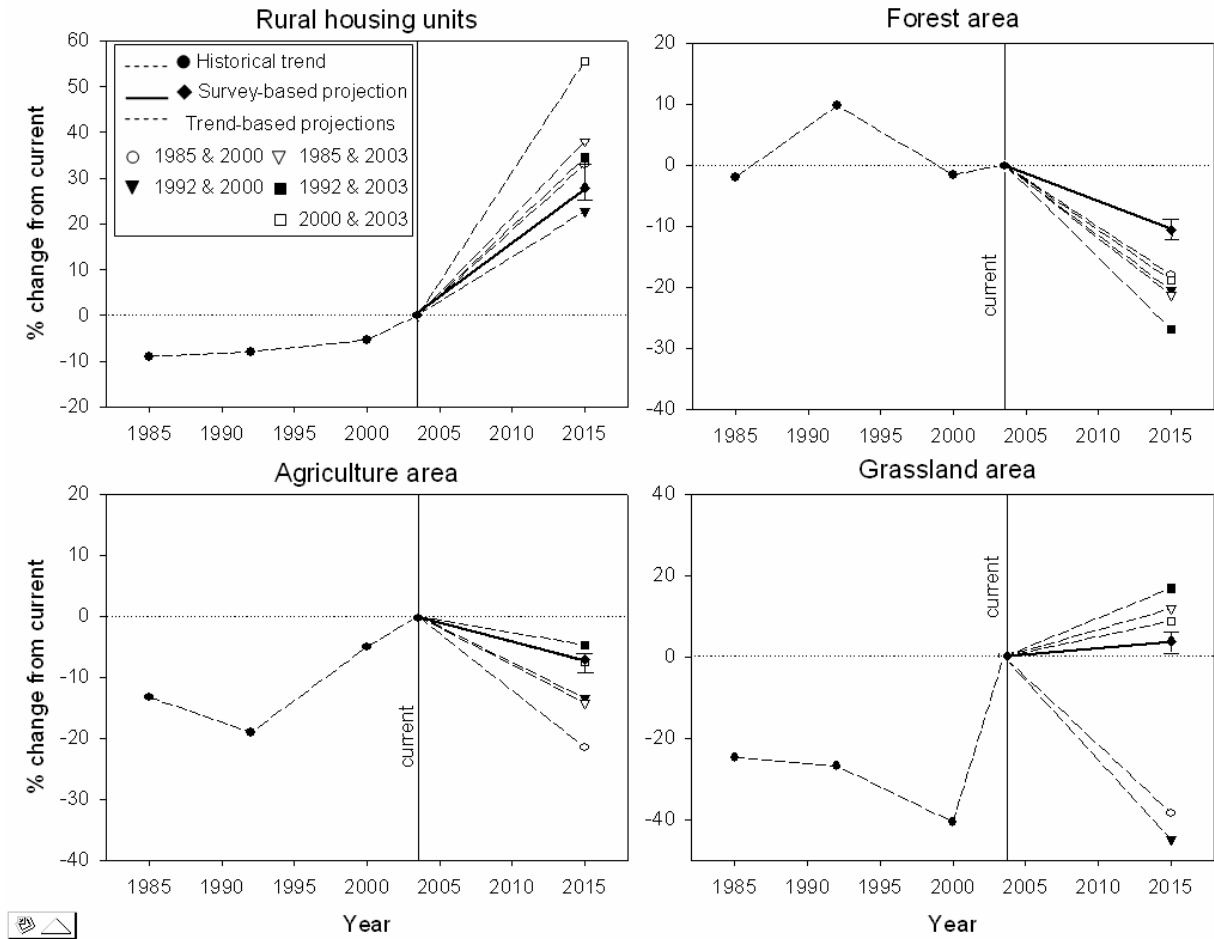 Rural housing units
% change from current
60
50
40
30
20
10
0
-10
-20
Historical trend
Survey-based projection
Trend-based projections
1985 & 2000
1985 & 2003
1992 & 2000
1992 & 2003
2000 & 2003
1985 1990 1995 2000 2005 2010 2015
Forest area
20
10
0
-10
-20
-30
-40
current
1985 1990 1995 2000 2005 2010 2015
Agriculture area
% change from current
20
10
0
-10
-20
-30
-40
current
1985 1990 1995 2000 2005 2010 2015
Year
Grassland area
40
20
0
-20
-40
current
1985 1990 1995 2000 2005 2010 2015
Year